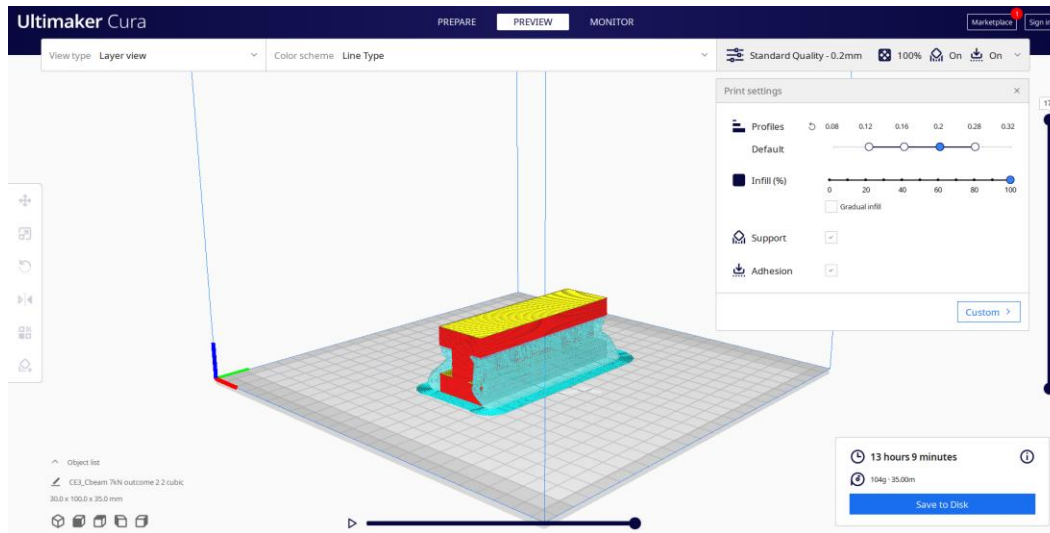 Ultimaker Cura
PREPARE PREVIEW MONITOR
Marketplace 1 Sign in
View type Layer view
Color scheme Line Type
Standard Quality - 0.2mm 100% On On
Print settings
Profiles 0.08 0.12 0.16 0.2 0.28 0.32
Default
Infill (%)
0 20 40 60 80 100
Gradual infill
Support
Adhesion
Custom
Object list
CE3_Cbeam 7kN outcome 2 2 cubic
30.0 x 100.0 x 35.0 mm
13 hours 9 minutes
104g · 35.00m
Save to Disk